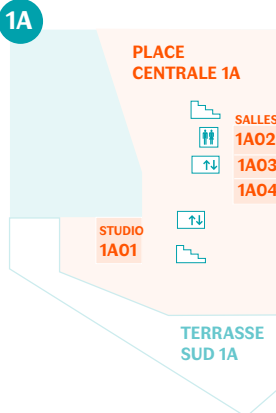 1A
PLACE
CENTRALE 1A
SALLES
1A02
1A03
1A04
STUDIO
1A01
TERRASSE
SUD 1A